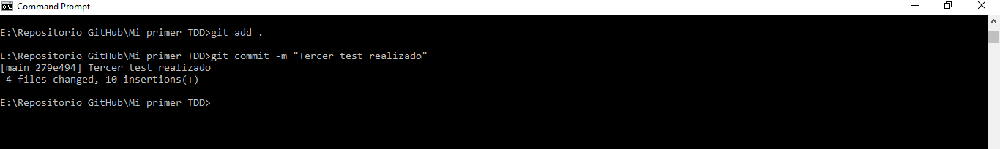 Command Prompt
E:\Repositorio GitHub\Mi primer TDD>git add .
E:\Repositorio GitHub\Mi primer TDD>git commit -m "Tercer test realizado"
[main 279e494] Tercer test realizado
 4 files changed, 10 insertions(+)
E:\Repositorio GitHub\Mi primer TDD>